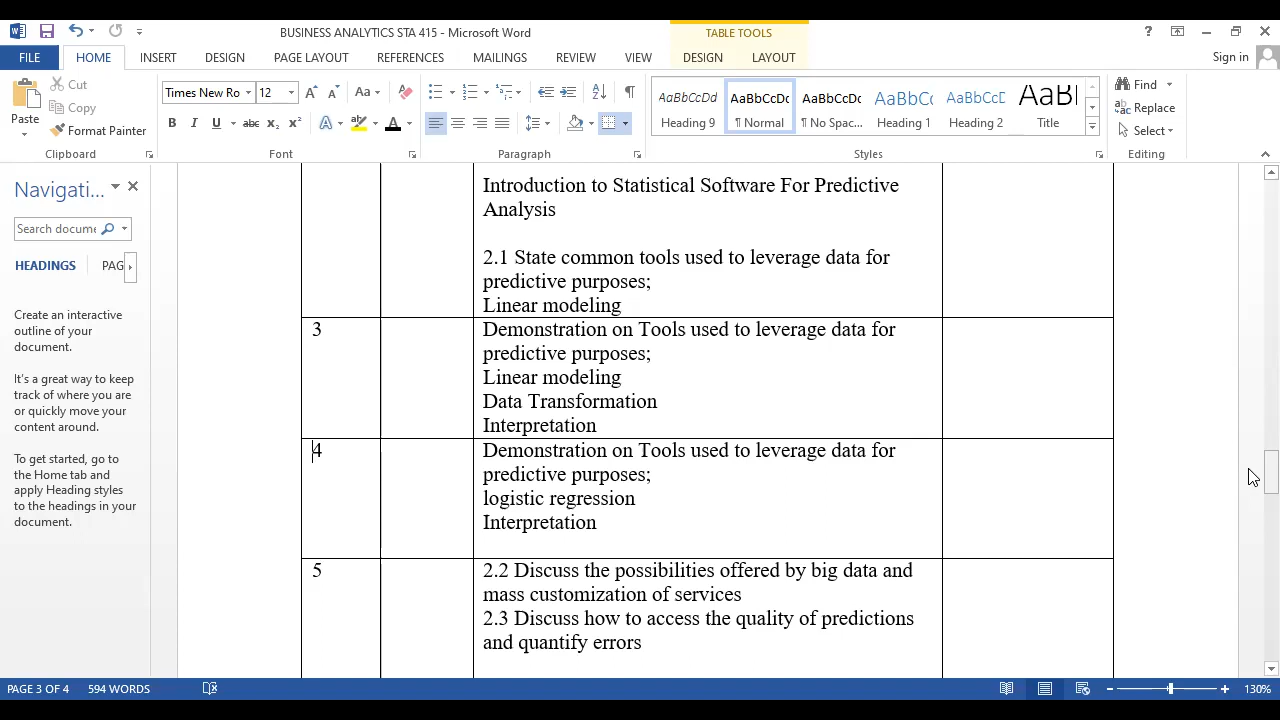 BUSINESS ANALYTICS STA 415 - Microsoft Word
TABLE TOOLS
?
FILE HOME INSERT DESIGN PAGE LAYOUT REFERENCES MAILINGS REVIEW VIEW DESIGN LAYOUT Sign in
Paste
Cut
Copy
Format Painter
Clipboard
Times New Ro 12
Aa
B I U abc x₂ x²
Font
Paragraph
AaBbCcDd AaBbCcDc AaBbCcDc AaBbCc AaBbCcD AaBl
Heading 9 ¶ Normal ¶ No Spac... Heading 1 Heading 2 Title
Styles
Find
Replace
Select
Editing
Navigati...
Search docume
HEADINGS PAG
Create an interactive
outline of your
document.
It's a great way to keep
track of where you are
or quickly move your
content around.
To get started, go to
the Home tab and
apply Heading styles
to the headings in your
document.
Introduction to Statistical Software For Predictive
Analysis
2.1 State common tools used to leverage data for
predictive purposes;
Linear modeling
3 Demonstration on Tools used to leverage data for
predictive purposes;
Linear modeling
Data Transformation
Interpretation
4 Demonstration on Tools used to leverage data for
predictive purposes;
logistic regression
Interpretation
5 2.2 Discuss the possibilities offered by big data and
mass customization of services
2.3 Discuss how to access the quality of predictions
and quantify errors
PAGE 3 OF 4 594 WORDS 130%